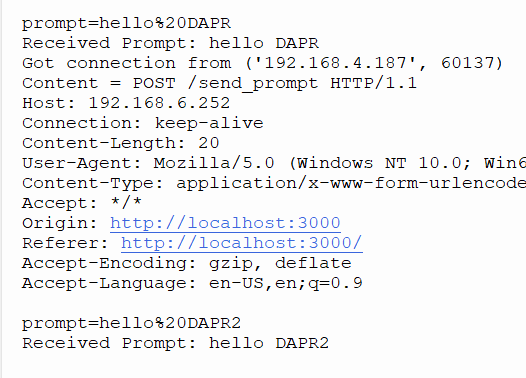 prompt=hello%20DAPR
Received Prompt: hello DAPR
Got connection from ('192.168.4.187', 60137)
Content = POST /send_prompt HTTP/1.1
Host: 192.168.6.252
Connection: keep-alive
Content-Length: 20
User-Agent: Mozilla/5.0 (Windows NT 10.0; Win6
Content-Type: application/x-www-form-urlencode
Accept: */*
Origin: http://localhost:3000
Referer: http://localhost:3000/
Accept-Encoding: gzip, deflate
Accept-Language: en-US,en;q=0.9
prompt=hello%20DAPR2
Received Prompt: hello DAPR2